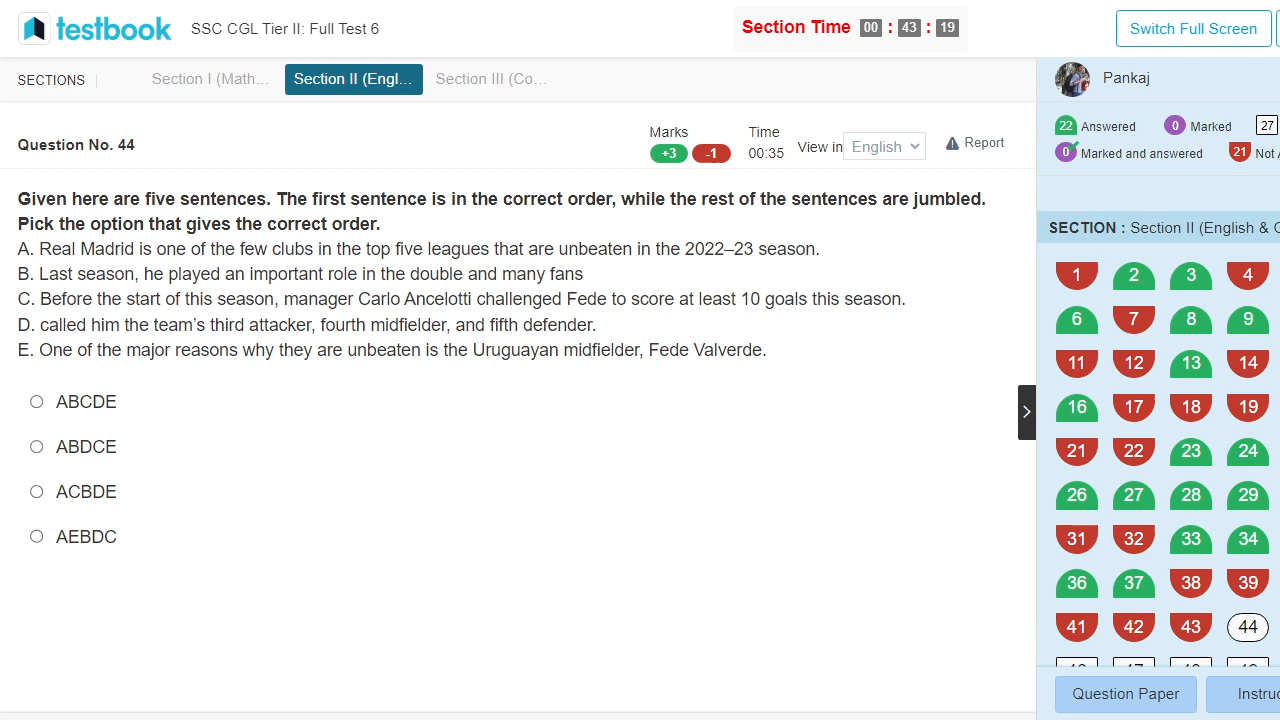 testbook SSC CGL Tier II: Full Test 6 Section Time 00 : 43 : 19 Switch Full Screen
SECTIONS Section I (Math... Section II (Engl... Section III (Co... Pankaj
Question No. 44 Marks +3 -1 Time 00:35 View in English Report
22 Answered 0 Marked 27
0 Marked and answered 21 Not
SECTION : Section II (English &
Given here are five sentences. The first sentence is in the correct order, while the rest of the sentences are jumbled.
Pick the option that gives the correct order.
A. Real Madrid is one of the few clubs in the top five leagues that are unbeaten in the 2022–23 season.
B. Last season, he played an important role in the double and many fans
C. Before the start of this season, manager Carlo Ancelotti challenged Fede to score at least 10 goals this season.
D. called him the team’s third attacker, fourth midfielder, and fifth defender.
E. One of the major reasons why they are unbeaten is the Uruguayan midfielder, Fede Valverde.
ABCDE
ABDCE
ACBDE
AEBDC
1 2 3 4
6 7 8 9
11 12 13 14
16 17 18 19
21 22 23 24
26 27 28 29
31 32 33 34
36 37 38 39
41 42 43 44
Question Paper Instruc